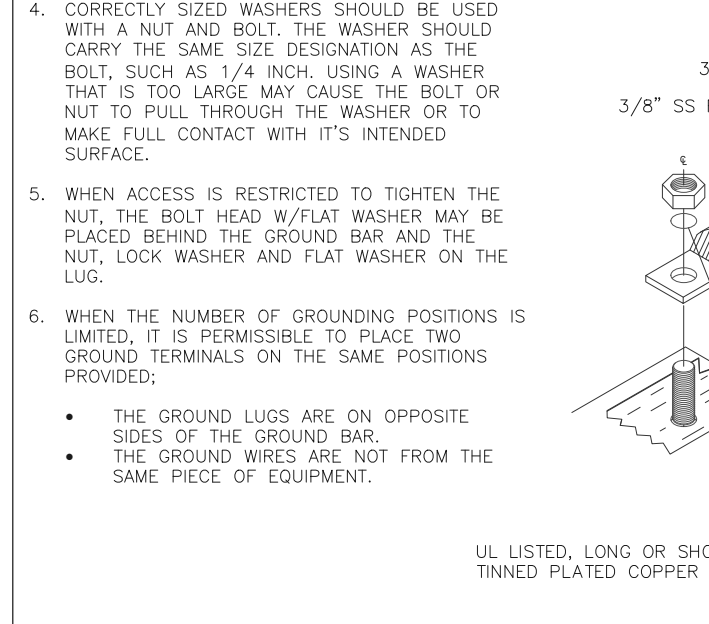 4. CORRECTLY SIZED WASHERS SHOULD BE USED
WITH A NUT AND BOLT. THE WASHER SHOULD
CARRY THE SAME SIZE DESIGNATION AS THE
BOLT, SUCH AS 1/4 INCH. USING A WASHER
THAT IS TOO LARGE MAY CAUSE THE BOLT OR
NUT TO PULL THROUGH THE WASHER OR TO
MAKE FULL CONTACT WITH IT'S INTENDED
SURFACE.
5. WHEN ACCESS IS RESTRICTED TO TIGHTEN THE
NUT, THE BOLT HEAD W/FLAT WASHER MAY BE
PLACED BEHIND THE GROUND BAR AND THE
NUT, LOCK WASHER AND FLAT WASHER ON THE
LUG.
6. WHEN THE NUMBER OF GROUNDING POSITIONS IS
LIMITED, IT IS PERMISSIBLE TO PLACE TWO
GROUND TERMINALS ON THE SAME POSITIONS
PROVIDED;
• THE GROUND LUGS ARE ON OPPOSITE
SIDES OF THE GROUND BAR.
• THE GROUND WIRES ARE NOT FROM THE
SAME PIECE OF EQUIPMENT.
3
3/8" SS
℄
UL LISTED, LONG OR SHO
TINNED PLATED COPPER